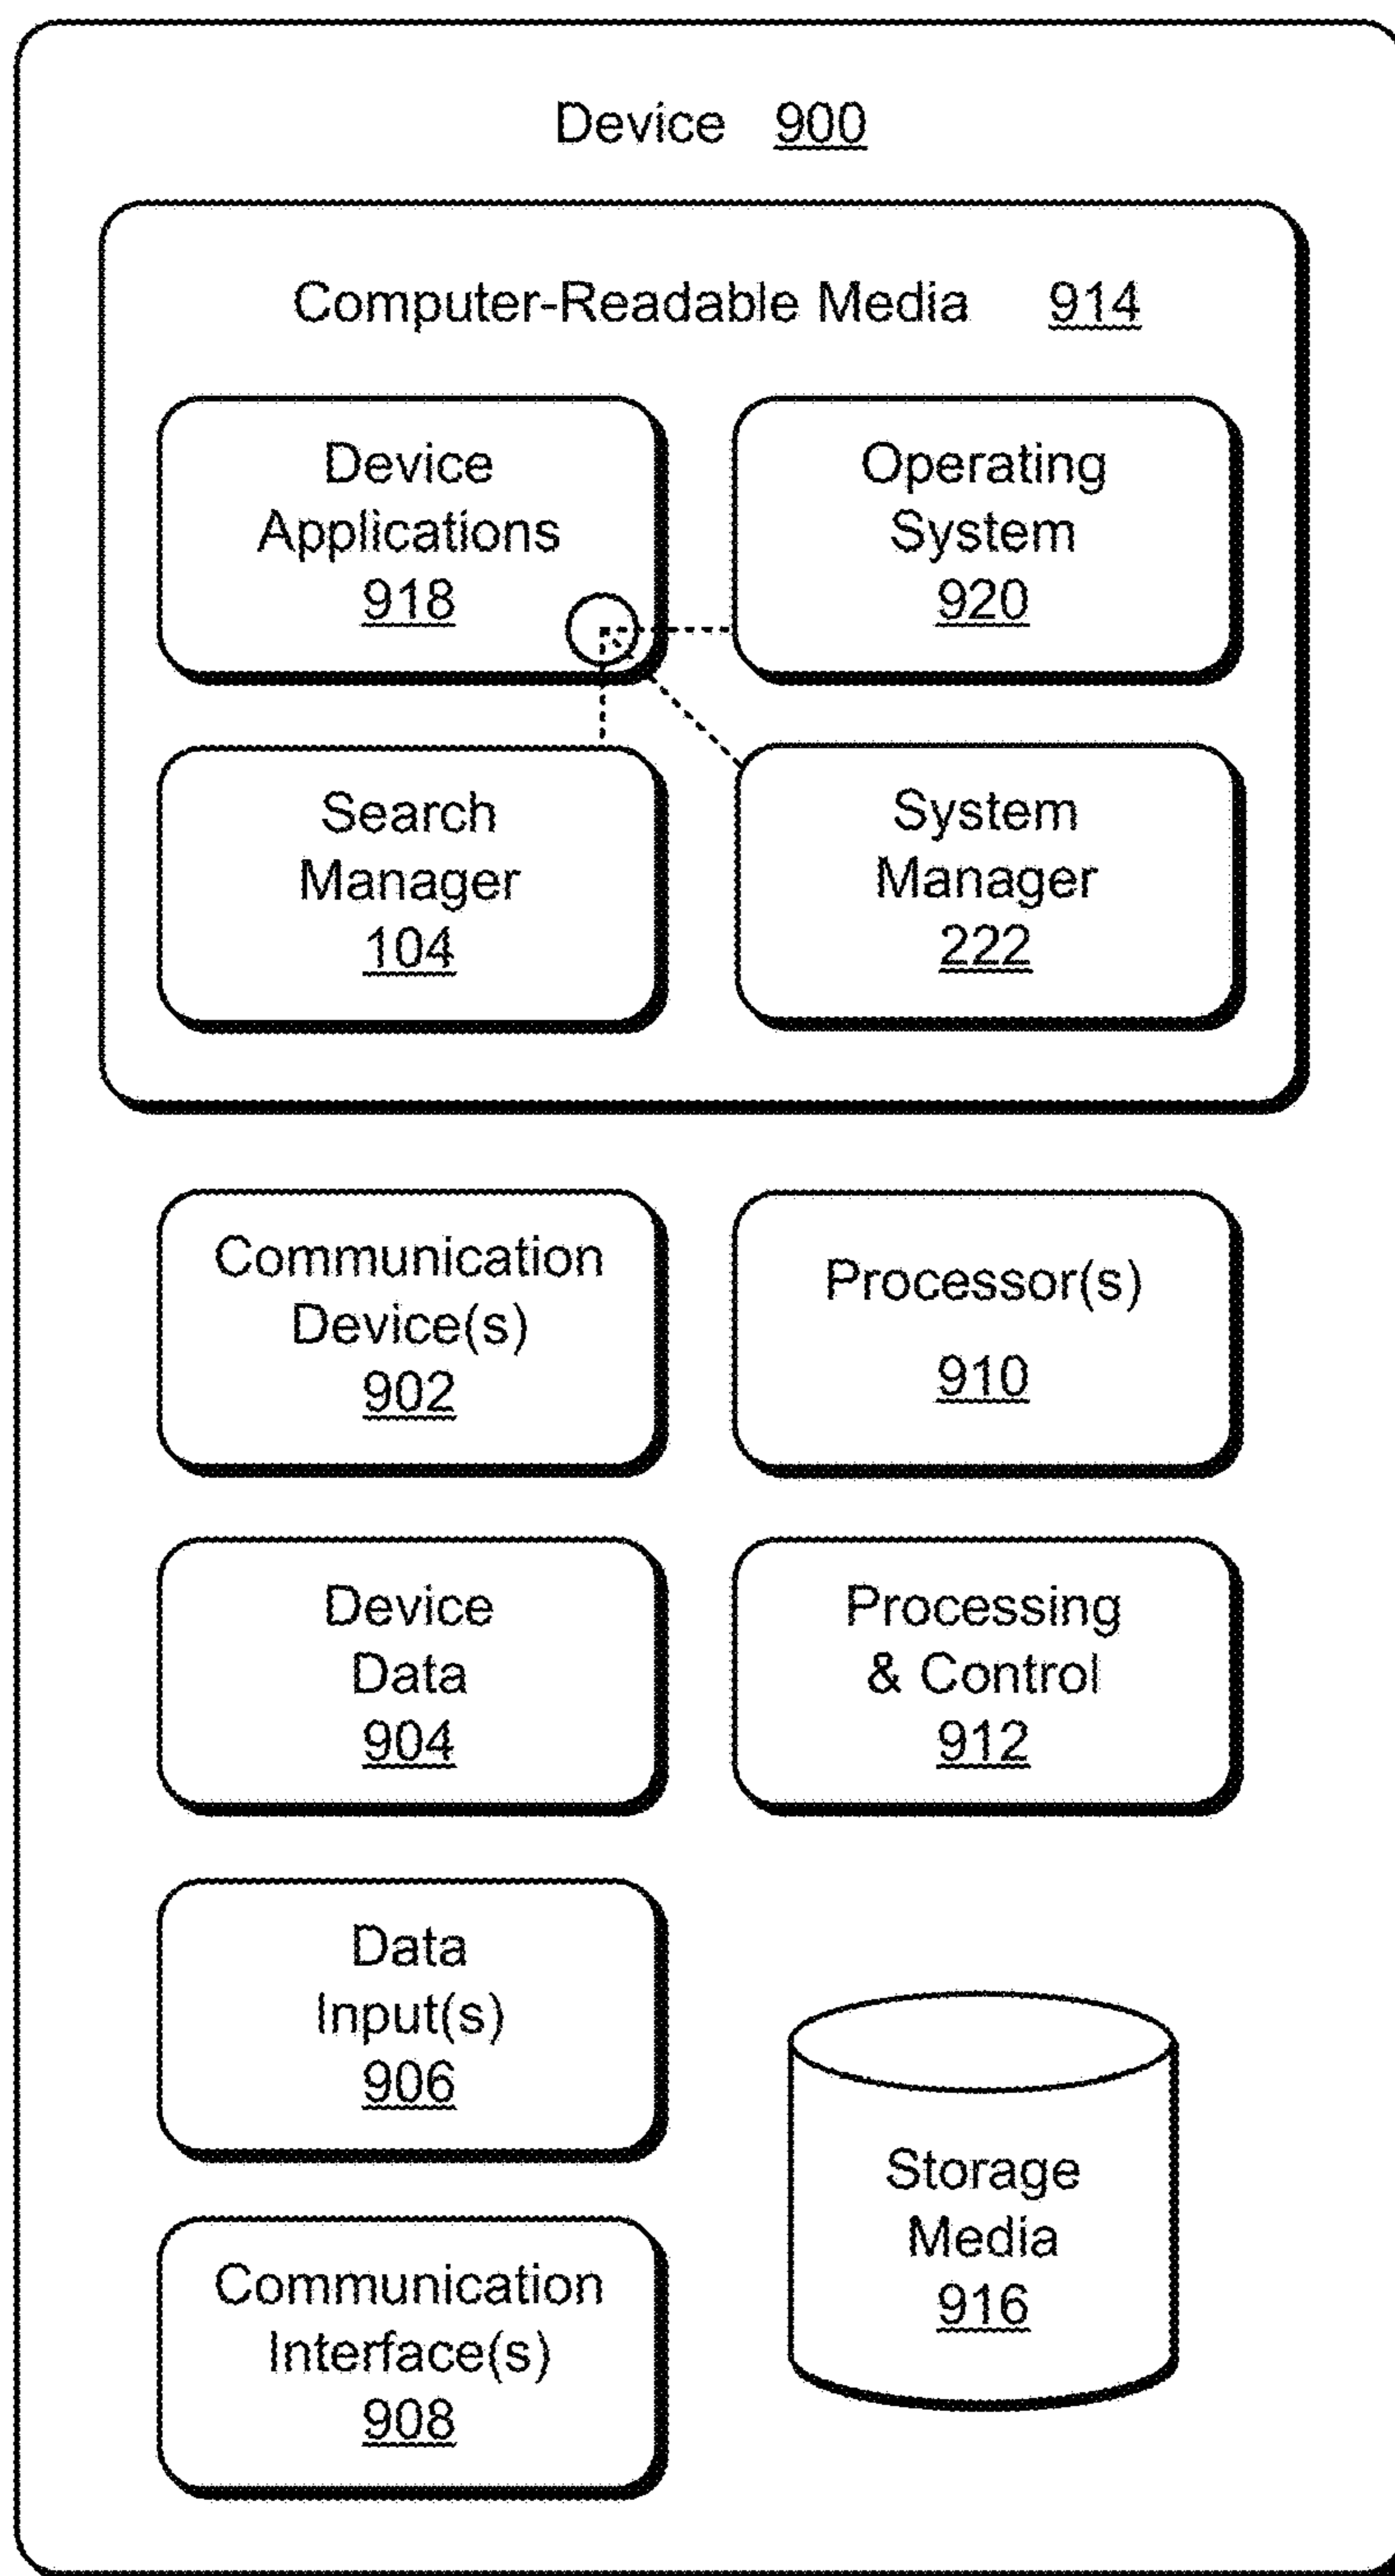 Device 900
Computer-Readable Media 914
Device
Applications
918
Operating
System
920
Search
Manager
104
System
Manager
222
Communication
Device(s)
902
Processor(s)
910
Device
Data
904
Processing
& Control
912
Data
Input(s)
906
Storage
Media
916
Communication
Interface(s)
908